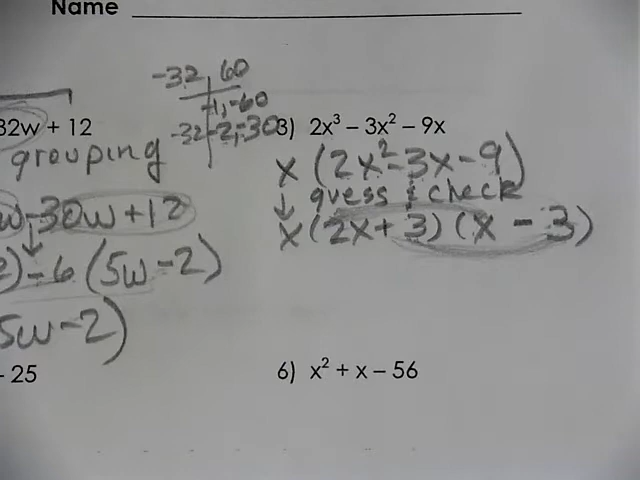 Name
-32 60
-1,-60
-32 -2,-30
32w + 12
grouping
-30w+12
-6(5w-2)
5w-2)
- 25
3) 2x³ – 3x² – 9x
x(2x²-3x-9)
↓ guess & check
x(2x+3)(x-3)
6) x² + x – 56